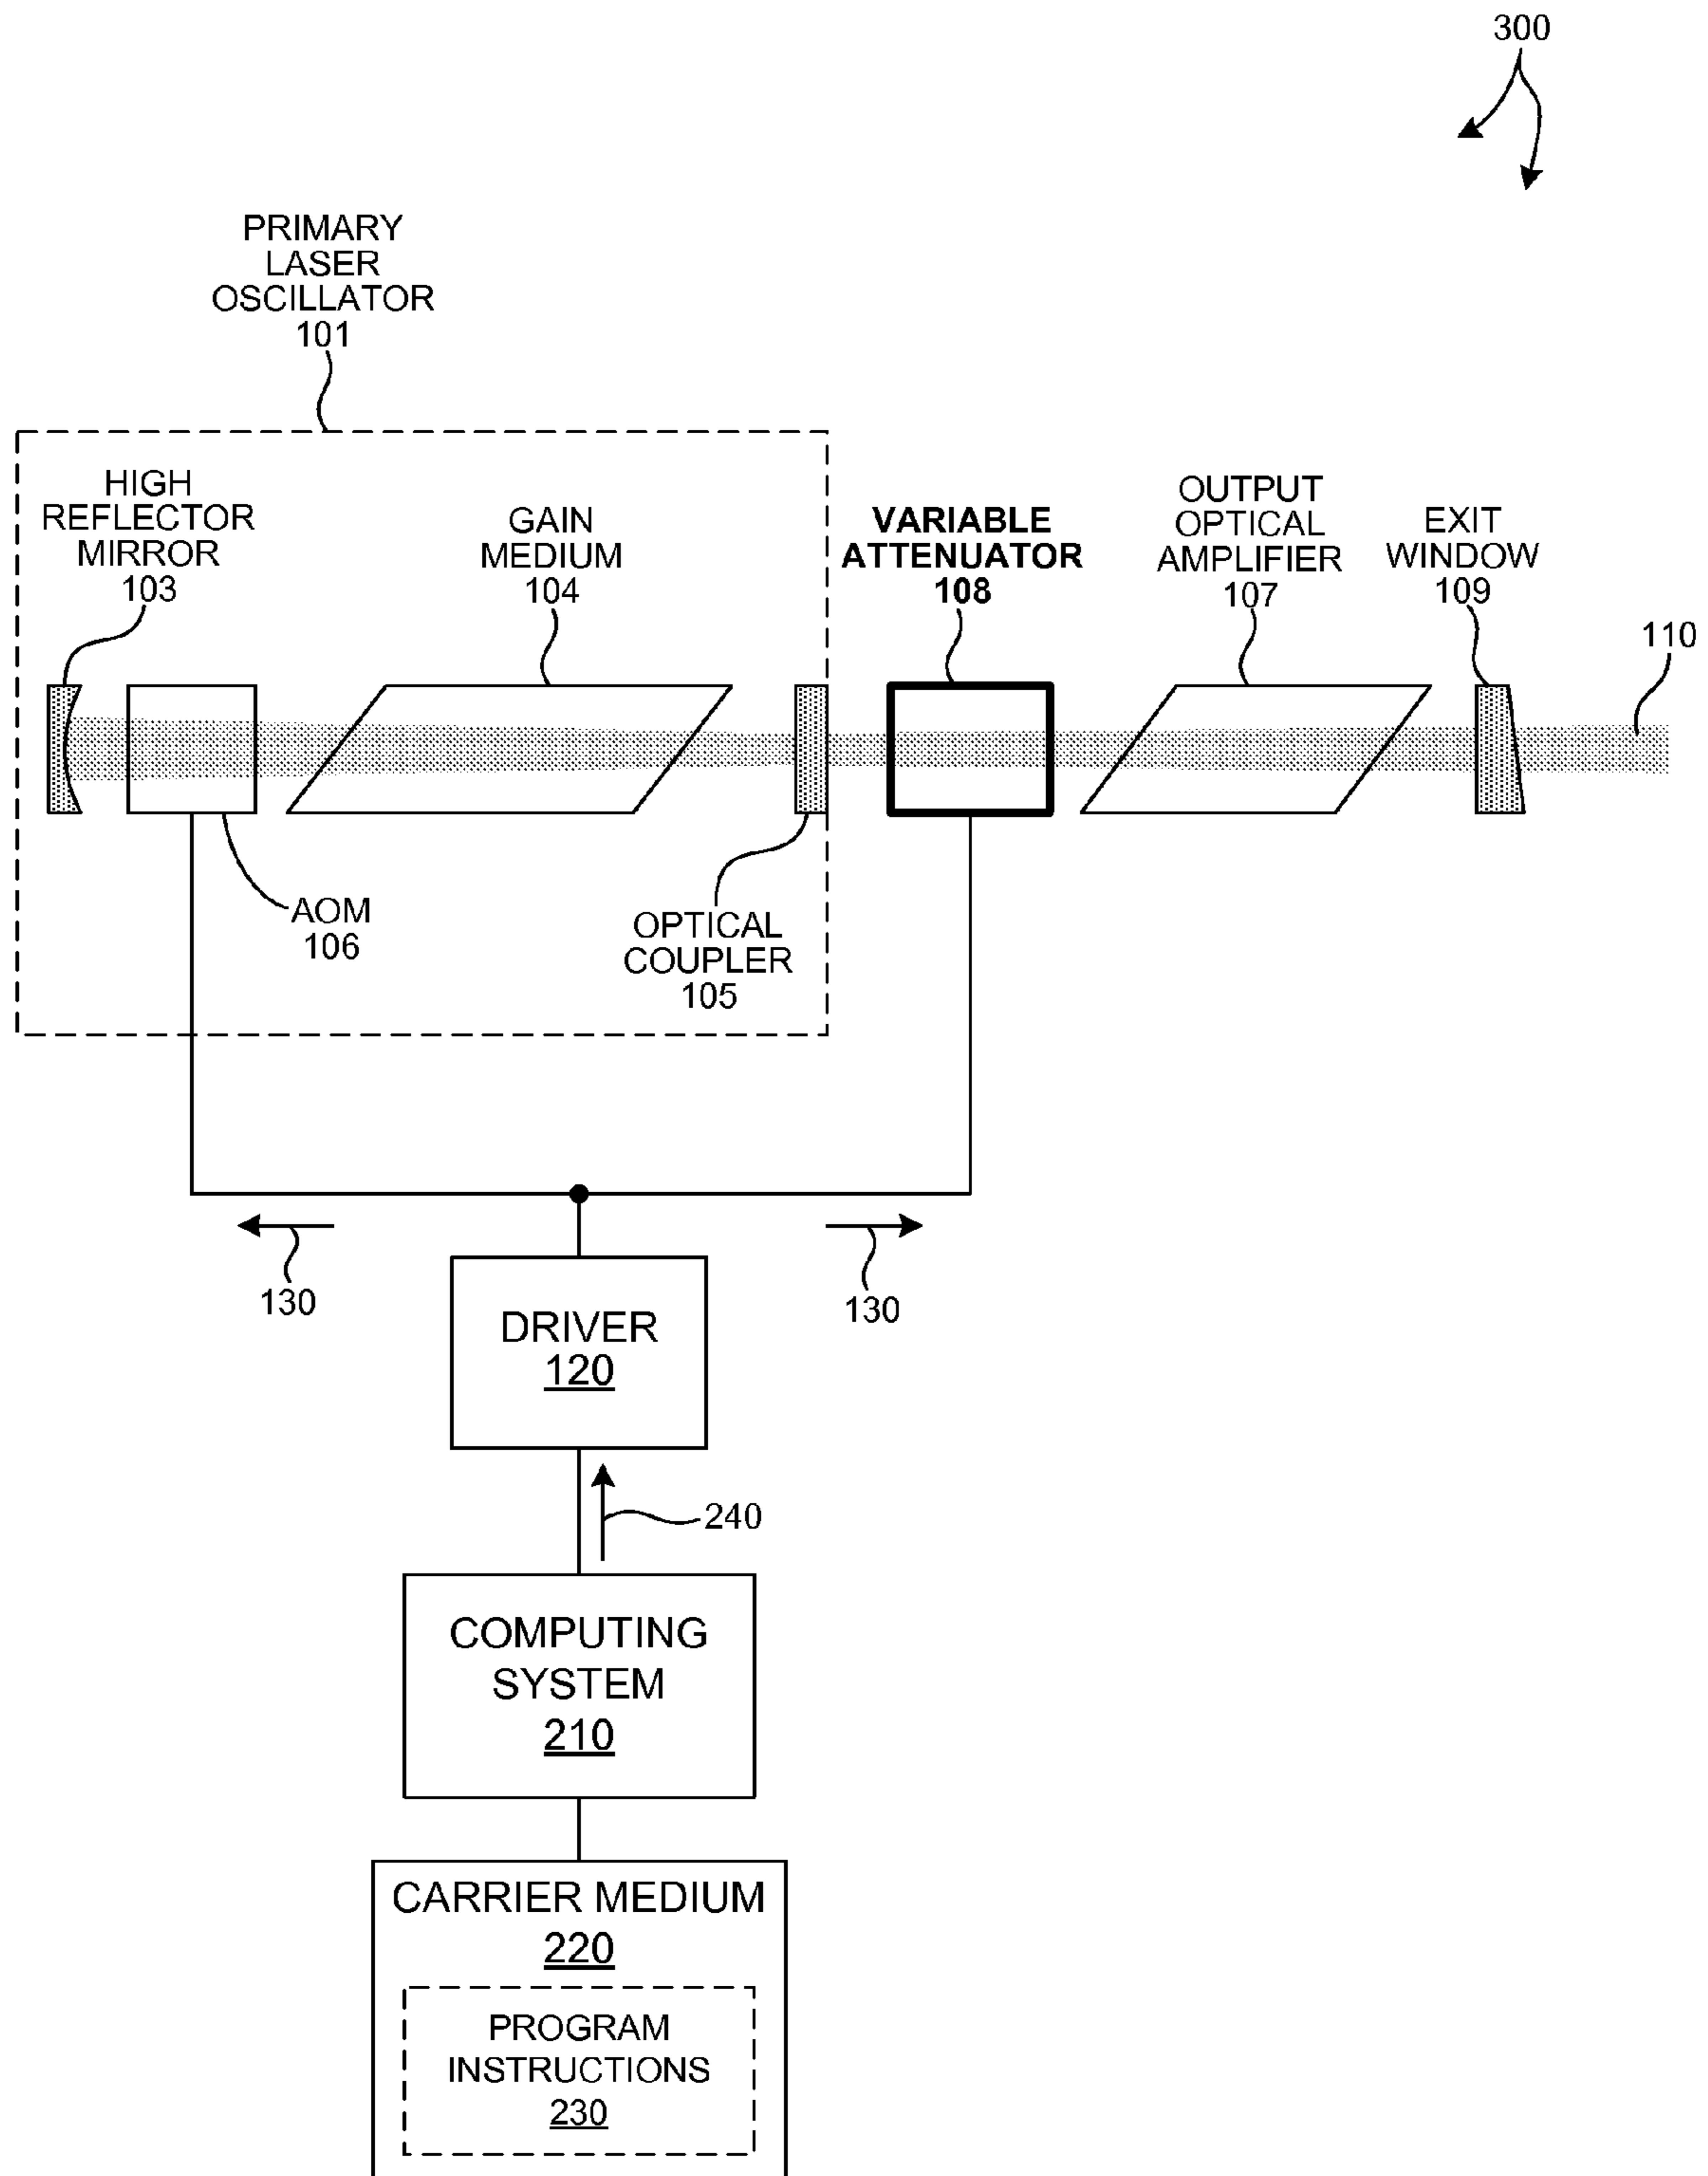 300
PRIMARY
LASER
OSCILLATOR
101
HIGH
REFLECTOR
MIRROR
103
GAIN
MEDIUM
104
VARIABLE
ATTENUATOR
108
OUTPUT
OPTICAL
AMPLIFIER
107
EXIT
WINDOW
109
110
AOM
106
OPTICAL
COUPLER
105
130
130
DRIVER
120
240
COMPUTING
SYSTEM
210
CARRIER MEDIUM
220
PROGRAM
INSTRUCTIONS
230